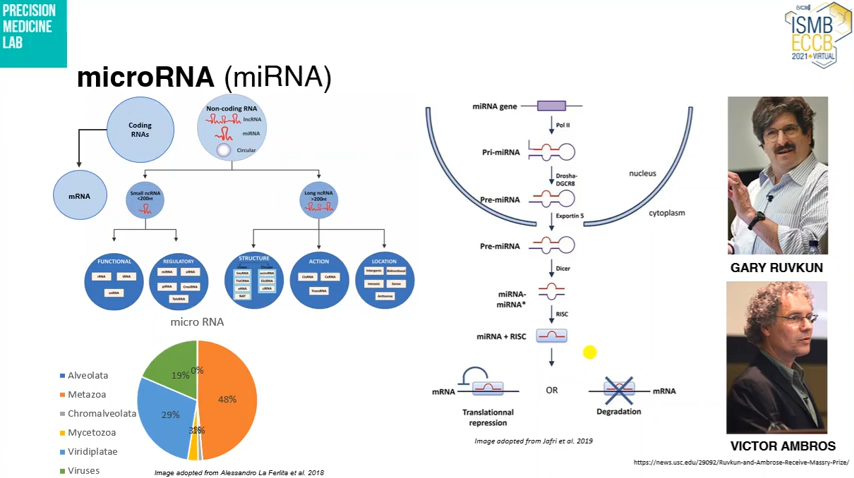 PRECISION
MEDICINE
LAB
ISCB
ISMB
ECCB
2021 VIRTUAL
microRNA (miRNA)
Coding
RNAs
Non-coding RNA
lncRNA
miRNA
Circular
mRNA
Small ncRNA
<200nt
Long ncRNA
>200nt
FUNCTIONAL
REGULATORY
STRUCTURE
ACTION
LOCATION
miRNA gene
Pol II
Pri-miRNA
Drosha-
DGCR8
nucleus
Pre-miRNA
Exportin 5
cytoplasm
Pre-miRNA
Dicer
miRNA-
miRNA*
RISC
miRNA + RISC
mRNA
OR
mRNA
Translationnal
repression
Degradation
Image adopted from Jafri et al. 2019
micro RNA
Alveolata
Metazoa
Chromalveolata
Mycetozoa
Viridiplatae
Viruses
19%
0%
48%
29%
Image adopted from Alessandro La Ferlita et al. 2018
GARY RUVKUN
VICTOR AMBROS
https://news.usc.edu/29092/Ruvkun-and-Ambrose-Receive-Massry-Prize/